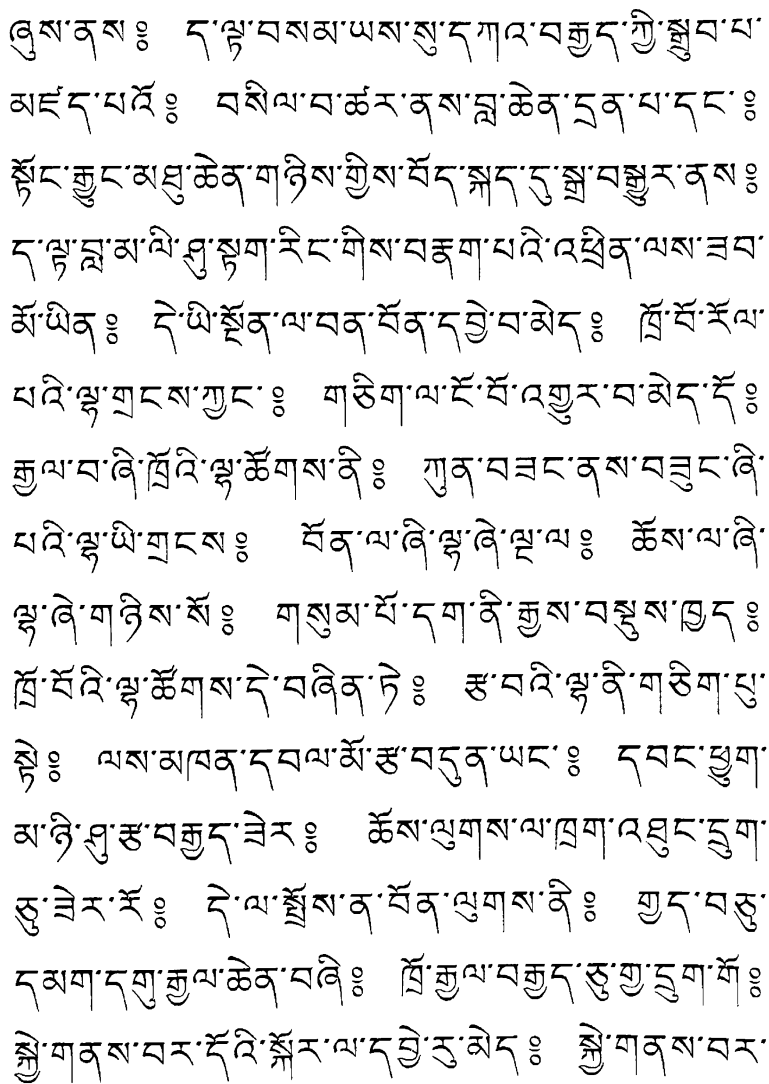 ཞུས་ནས༔ ད་ལྟ་བསམ་ཡས་སུ་དཀའ་བརྒྱད་ཀྱི་སྒྲུབ་པ་
མཛད་པའོ༔ བསིལ་བ་ཚར་ནས་བླ་ཆེན་དྲན་པ་དང་༔
སྟོང་རྒྱུང་མཐུ་ཆེན་གཉིས་གྱིས་བོད་སྐད་དུ་སྒྲ་བསྒྱུར་ནས༔
ད་ལྟ་བླ་མ་ལི་ཤུ་སྟག་རིང་གིས་བརྣག་པའི་འཕྲིན་ལས་ཟབ་
མོ་ཡིན༔ དེ་ཡི་སྔོན་ལ་བན་བོན་དབྱེ་བ་མེད༔ ཁྲོ་བོ་རོལ་
པའི་ལྷ་གྲངས་ཀྱང་༔ གཅིག་ལ་ངོ་བོ་འགྱུར་བ་མེད་དོ༔
རྒྱལ་བ་ཞི་ཁྲོའི་ལྷ་ཚོགས་ནི༔ ཀུན་བཟང་ནས་བཟུང་ཞི་
པའི་ལྷ་ཡི་གྲངས༔ བོན་ལ་ཞི་ལྷ་ཞེ་ལྔ་ལ༔ ཆོས་ལ་ཞི་
ལྷ་ཞེ་གཉིས་སོ༔ གསུམ་པོ་དག་ནི་རྒྱས་བསྡུས་ཁྱད༔
ཁྲོ་བོའི་ལྷ་ཚོགས་དེ་བཞིན་ཏེ༔ རྩ་བའི་ལྷ་ནི་གཅིག་པུ་
སྟེ༔ ལས་མཁན་དབལ་མོ་རྩ་བདུན་ཡང་༔ དབང་ཕྱུག་
མ་ཉི་ཤུ་རྩ་བརྒྱད་ཟེར༔ ཆོས་ལུགས་ལ་ཁྲག་འཐུང་དྲུག་
ཅུ་ཟེར་རོ༔ དེ་ལ་སྤྲོས་ན་བོན་ལུགས་ནི༔ གྱད་བཅུ་
དམག་དགུ་རྒྱལ་ཆེན་བཞི༔ ཁྲོ་རྒྱལ་བརྒྱད་ཅུ་གྱ་དྲུག་གོ༔
སྐྱེ་གནས་བར་དོའི་སྐོར་ལ་དབྱེ་རུ་མེད༔ སྐྱེ་གནས་བར་